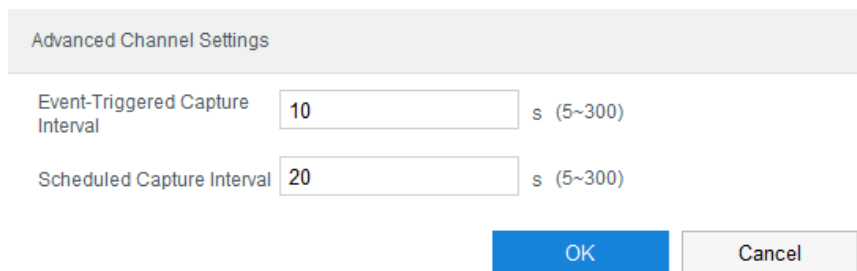 Advanced Channel Settings
Event-Triggered Capture
Interval
10 s (5~300)
Scheduled Capture Interval 20 s (5~300)
OK Cancel